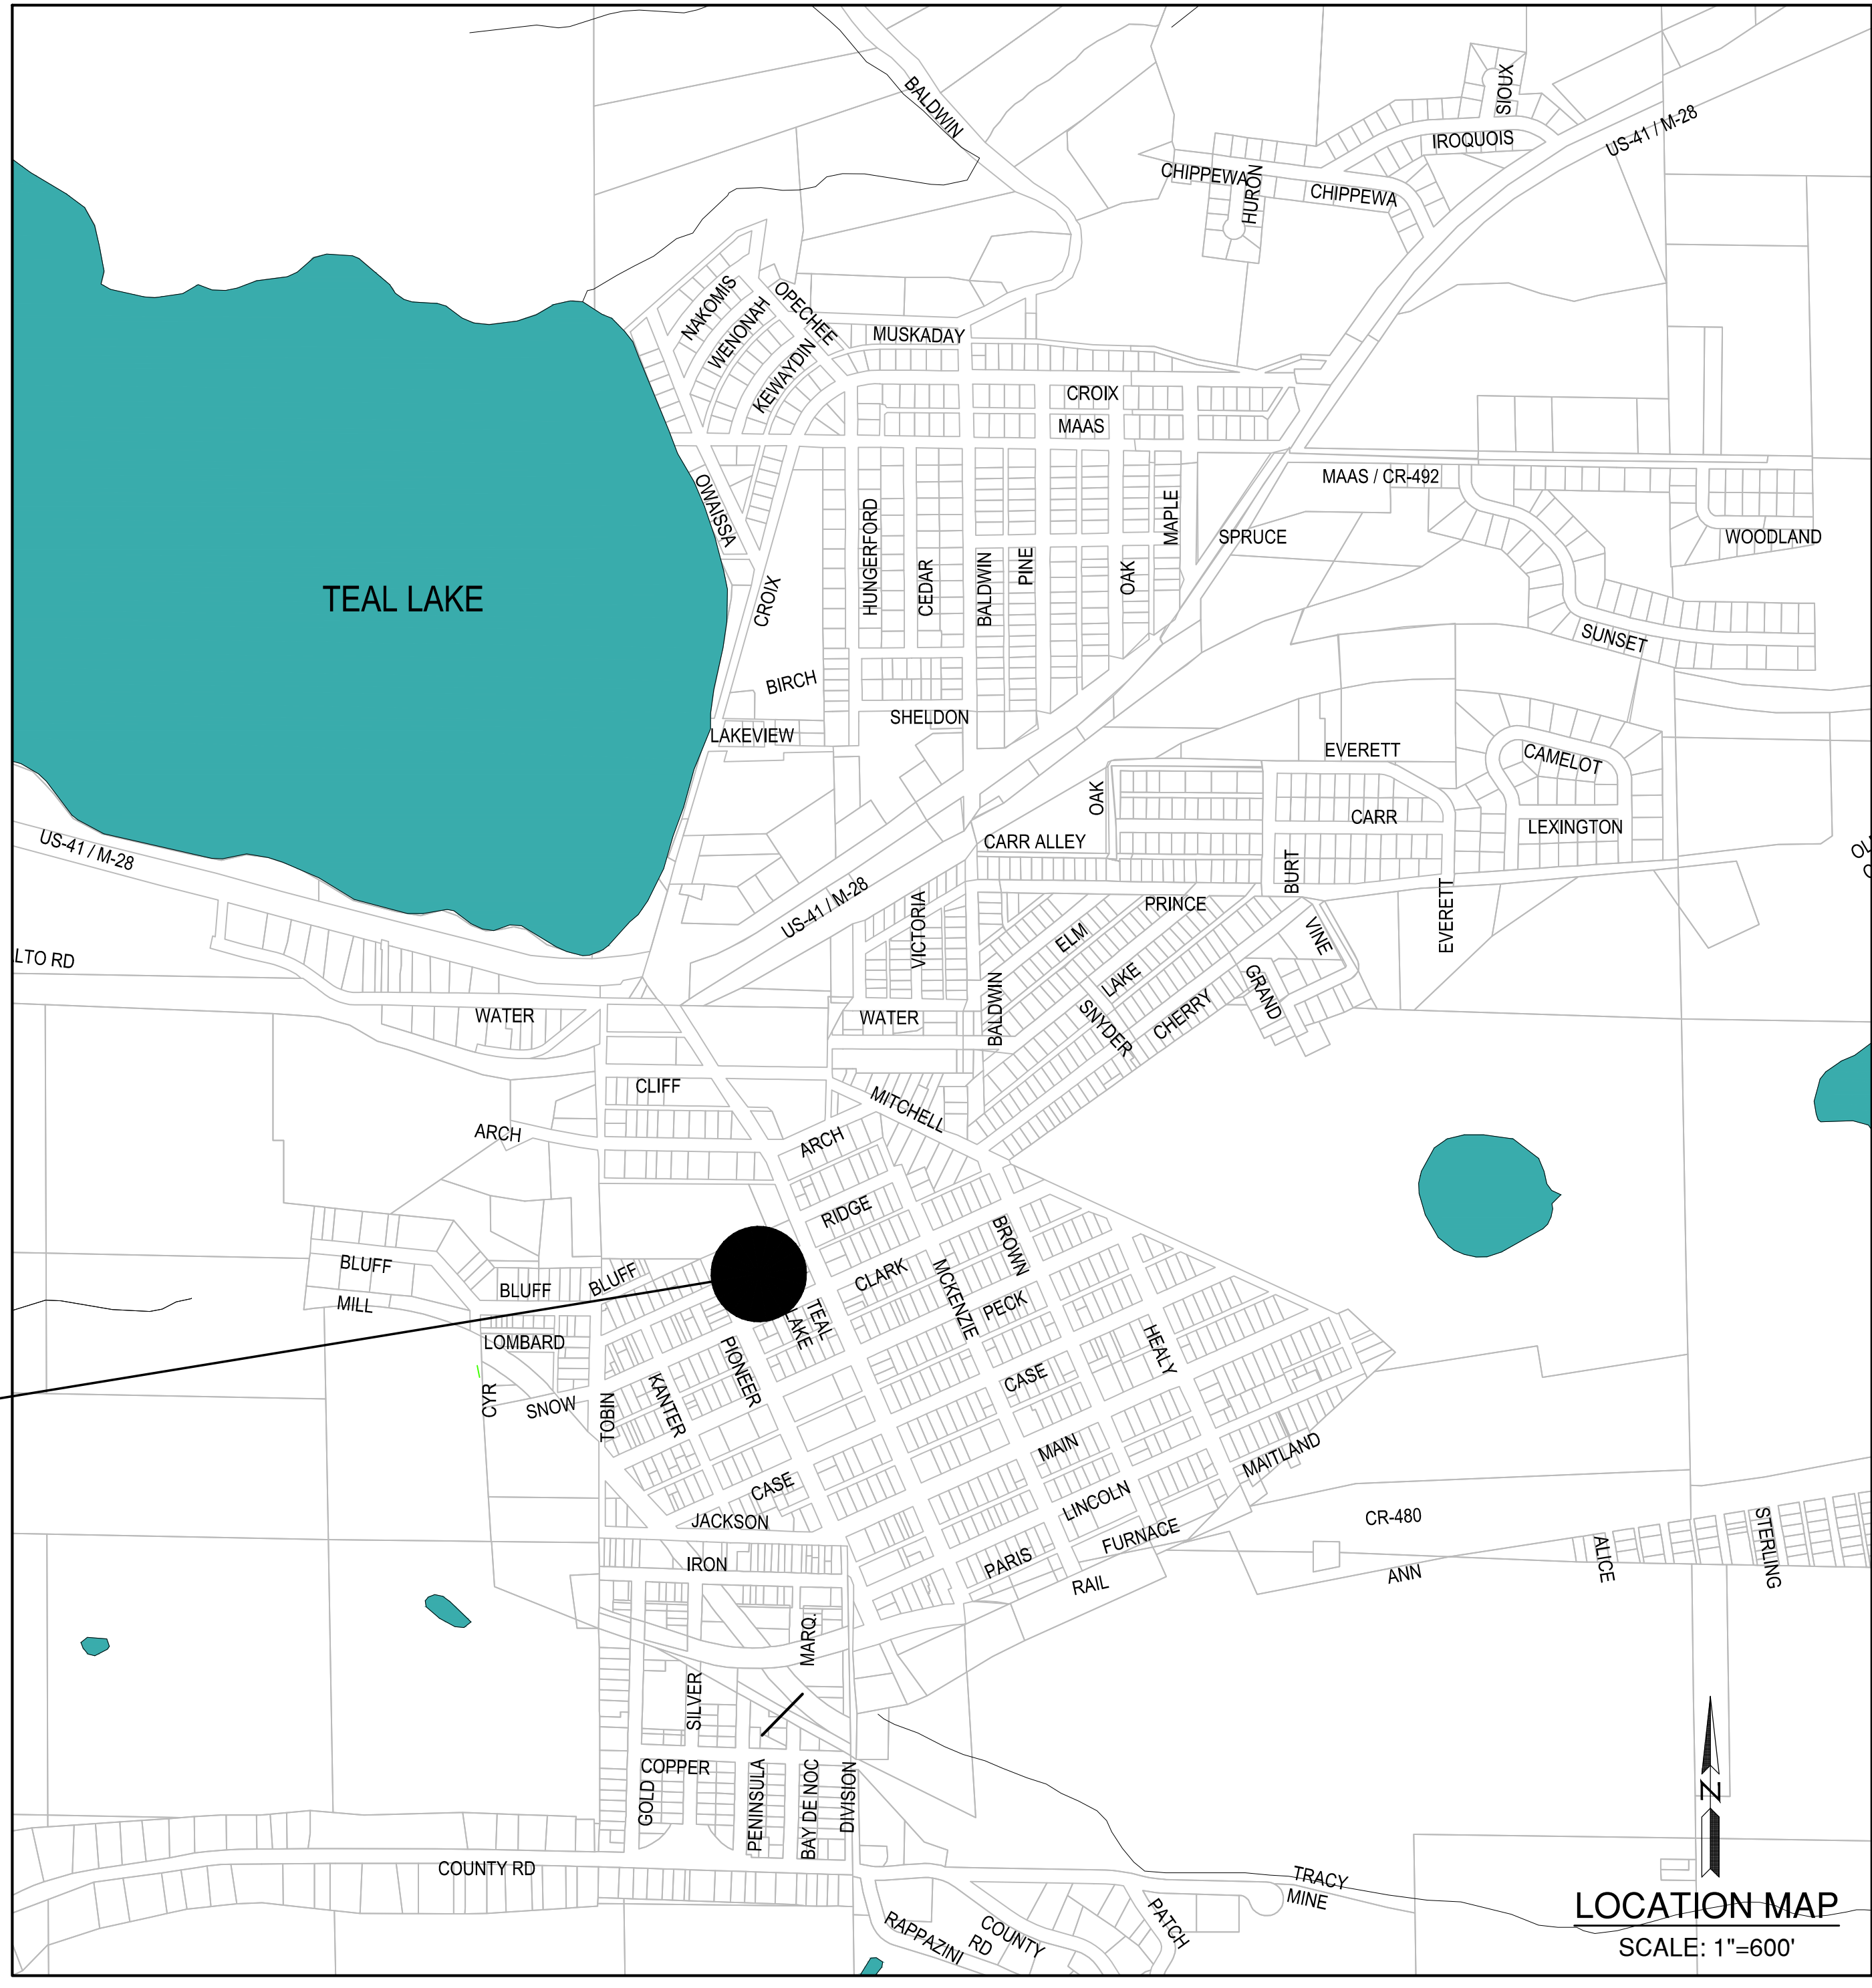 BALDWIN
SIOUX
IROQUOIS
US-41 / M-28
CHIPPEWA
HURON
CHIPPEWA
NAKOMIS
WENONAH
OPECHEE
KEWAYDIN
MUSKADAY
CROIX
MAAS
OWAISSA
HUNGERFORD
CEDAR
BALDWIN
PINE
OAK
MAPLE
MAAS / CR-492
SPRUCE
WOODLAND
TEAL LAKE
CROIX
SUNSET
BIRCH
SHELDON
LAKEVIEW
EVERETT
CAMELOT
OAK
CARR
LEXINGTON
US-41 / M-28
CARR ALLEY
BURT
US-41 / M-28
VICTORIA
PRINCE
EVERETT
ELM
VINE
LTO RD
LAKE
GRAND
WATER
WATER
BALDWIN
SNYDER
CHERRY
CLIFF
MITCHELL
ARCH
ARCH
RIDGE
BROWN
BLUFF
BLUFF
BLUFF
CLARK
MCKENZIE
MILL
PECK
TEAL
LAKE
LOMBARD
PIONEER
HEALY
CYR
SNOW
TOBIN
KANTER
CASE
MAIN
MAITLAND
CASE
LINCOLN
JACKSON
CR-480
FURNACE
STERLING
IRON
PARIS
RAIL
ANN
ALICE
MARQ.
SILVER
COPPER
GOLD
PENINSULA
BAY DE NOC
DIVISION
COUNTY RD
TRACY
MINE
PATCH
RAPPAZINI
COUNTY
RD
N
LOCATION MAP
SCALE: 1"=600'